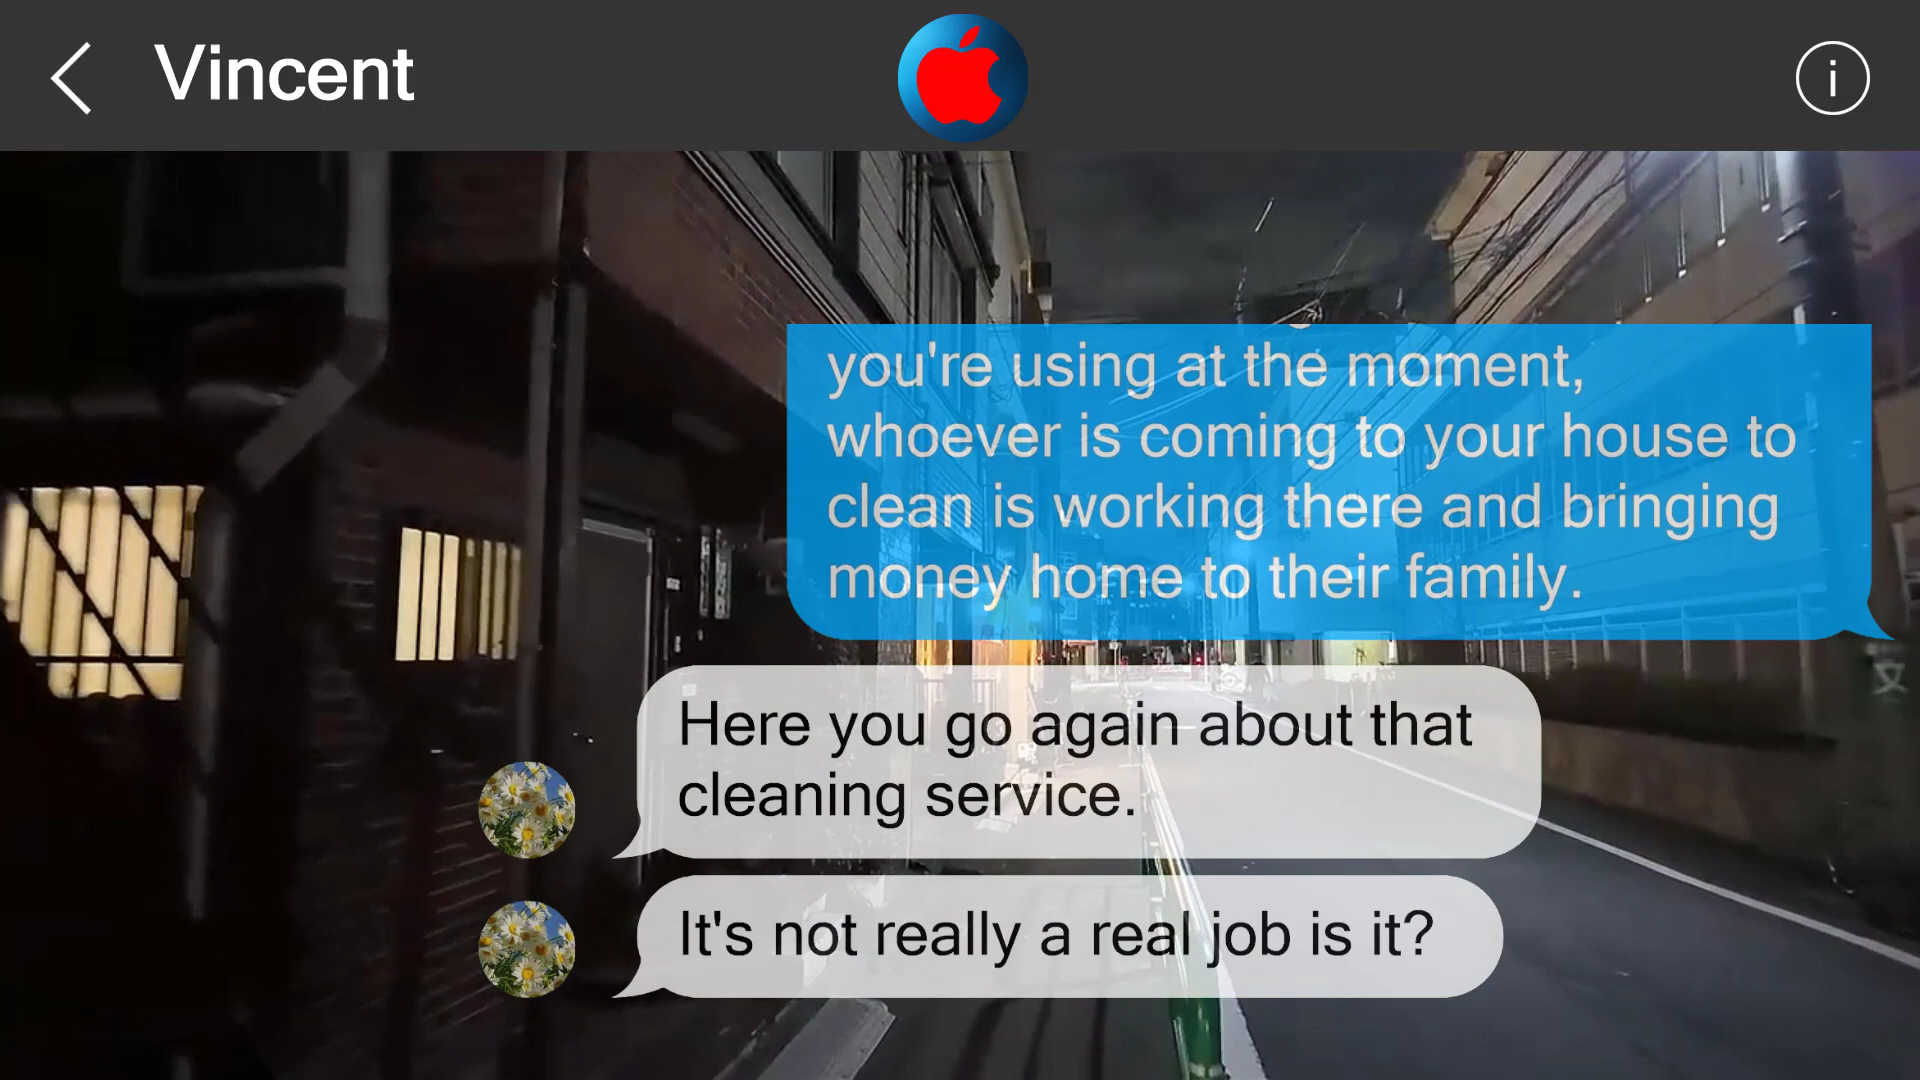 Vincent
you're using at the moment,
whoever is coming to your house to
clean is working there and bringing
money home to their family.
Here you go again about that
cleaning service.
It's not really a real job is it?
文